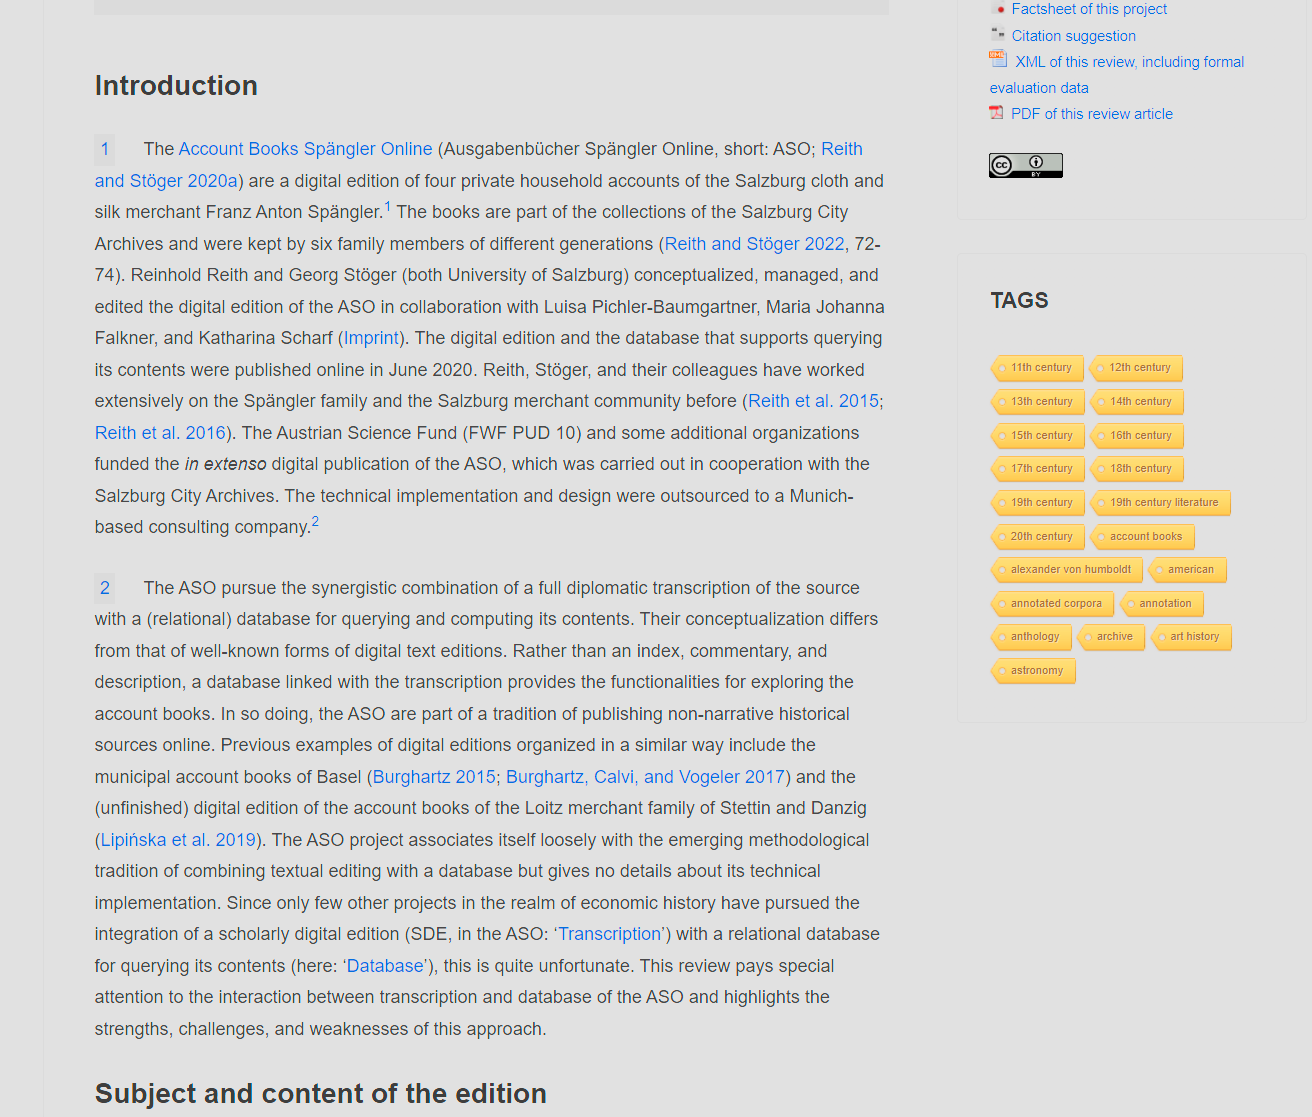 Introduction
1 The Account Books Spängler Online (Ausgabenbücher Spängler Online, short: ASO; Reith
and Stöger 2020a) are a digital edition of four private household accounts of the Salzburg cloth and
silk merchant Franz Anton Spängler.1 The books are part of the collections of the Salzburg City
Archives and were kept by six family members of different generations (Reith and Stöger 2022, 72-
74). Reinhold Reith and Georg Stöger (both University of Salzburg) conceptualized, managed, and
edited the digital edition of the ASO in collaboration with Luisa Pichler-Baumgartner, Maria Johanna
Falkner, and Katharina Scharf (Imprint). The digital edition and the database that supports querying
its contents were published online in June 2020. Reith, Stöger, and their colleagues have worked
extensively on the Spängler family and the Salzburg merchant community before (Reith et al. 2015;
Reith et al. 2016). The Austrian Science Fund (FWF PUD 10) and some additional organizations
funded the in extenso digital publication of the ASO, which was carried out in cooperation with the
Salzburg City Archives. The technical implementation and design were outsourced to a Munich-
based consulting company.2
2 The ASO pursue the synergistic combination of a full diplomatic transcription of the source
with a (relational) database for querying and computing its contents. Their conceptualization differs
from that of well-known forms of digital text editions. Rather than an index, commentary, and
description, a database linked with the transcription provides the functionalities for exploring the
account books. In so doing, the ASO are part of a tradition of publishing non-narrative historical
sources online. Previous examples of digital editions organized in a similar way include the
municipal account books of Basel (Burghartz 2015; Burghartz, Calvi, and Vogeler 2017) and the
(unfinished) digital edition of the account books of the Loitz merchant family of Stettin and Danzig
(Lipińska et al. 2019). The ASO project associates itself loosely with the emerging methodological
tradition of combining textual editing with a database but gives no details about its technical
implementation. Since only few other projects in the realm of economic history have pursued the
integration of a scholarly digital edition (SDE, in the ASO: ‘Transcription’) with a relational database
for querying its contents (here: ‘Database’), this is quite unfortunate. This review pays special
attention to the interaction between transcription and database of the ASO and highlights the
strengths, challenges, and weaknesses of this approach.
Subject and content of the edition
Factsheet of this project
Citation suggestion
XML of this review, including formal
evaluation data
PDF of this review article
cc BY
TAGS
11th century 12th century
13th century 14th century
15th century 16th century
17th century 18th century
19th century 19th century literature
20th century account books
alexander von humboldt american
annotated corpora annotation
anthology archive art history
astronomy